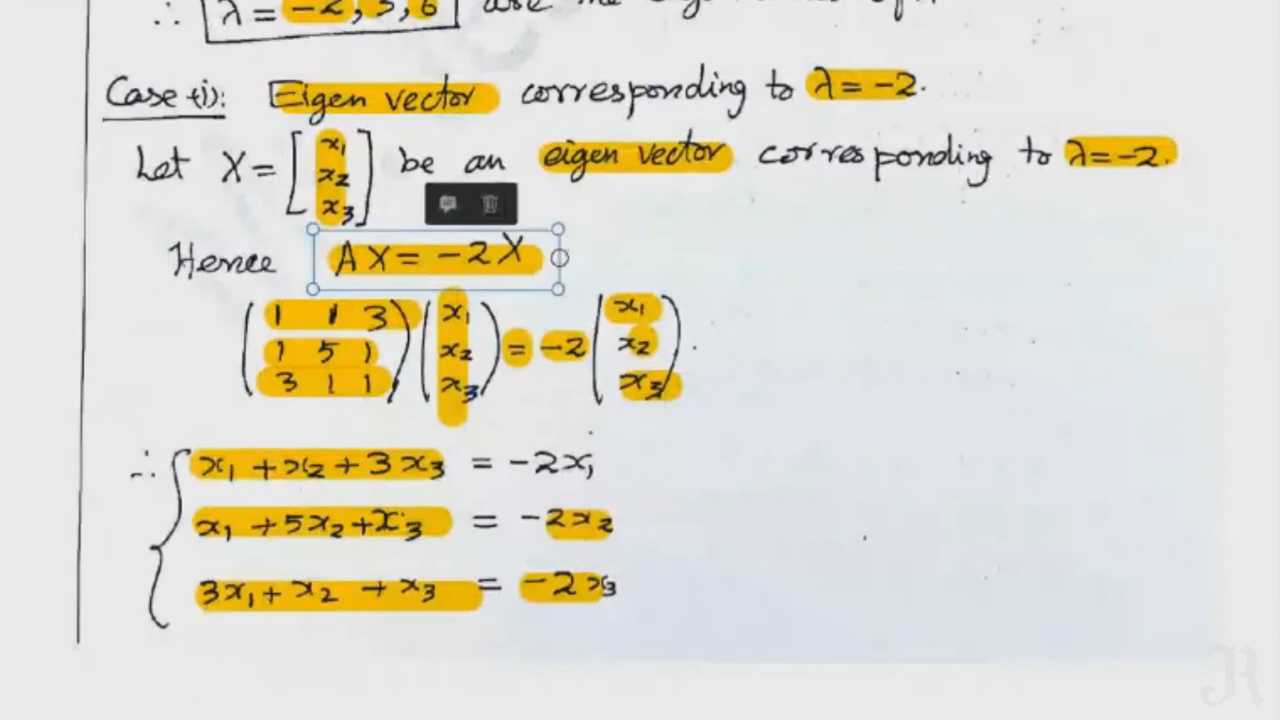 ∴ λ = -2, 3, 6 are the
Case (i): Eigen vector corresponding to λ = -2.
Let X = [x₁ x₂ x₃] be an eigen vector corresponding to λ = -2.
Hence AX = -2X
(1 1 3) (x₁) (x₁)
(1 5 1) (x₂) = -2 (x₂) .
(3 1 1) (x₃) (x₃)
∴ { x₁ + x₂ + 3x₃ = -2x₁
x₁ + 5x₂ + x₃ = -2x₂
3x₁ + x₂ + x₃ = -2x₃